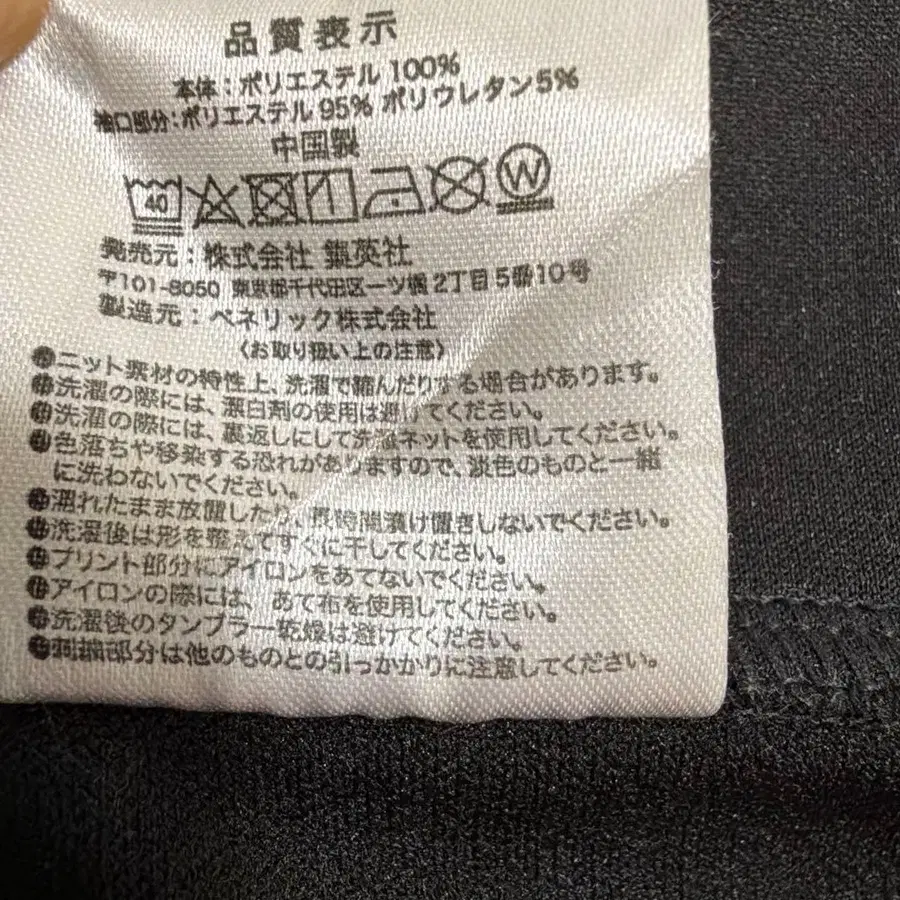 品質表示
本体：ポリエステル 100%
袖口部分：ポリエステル 95% ポリウレタン5%
中国製
40 W
発売元：株式会社 集英社
〒101-8050 東京都千代田区一ツ橋2丁目5番10号
製造元：ベネリック株式会社
〈お取り扱い上の注意〉
●ニット素材の特性上、洗濯で縮んだりする場合があります。
●洗濯の際には、漂白剤の使用は避けてください。
●洗濯の際には、裏返しにして洗濯ネットを使用してください。
●色落ちや移染する恐れがありますので、淡色のものと一緒
に洗わないでください。
●濡れたまま放置したり、長時間漬け置きしないでください。
●洗濯後は形を整えてすぐに干してください。
●プリント部分にアイロンをあてないでください。
●アイロンの際には、あて布を使用してください。
●洗濯後のタンブラー乾燥は避けてください。
●刺繍部分は他のものとの引っかかりに注意してください。